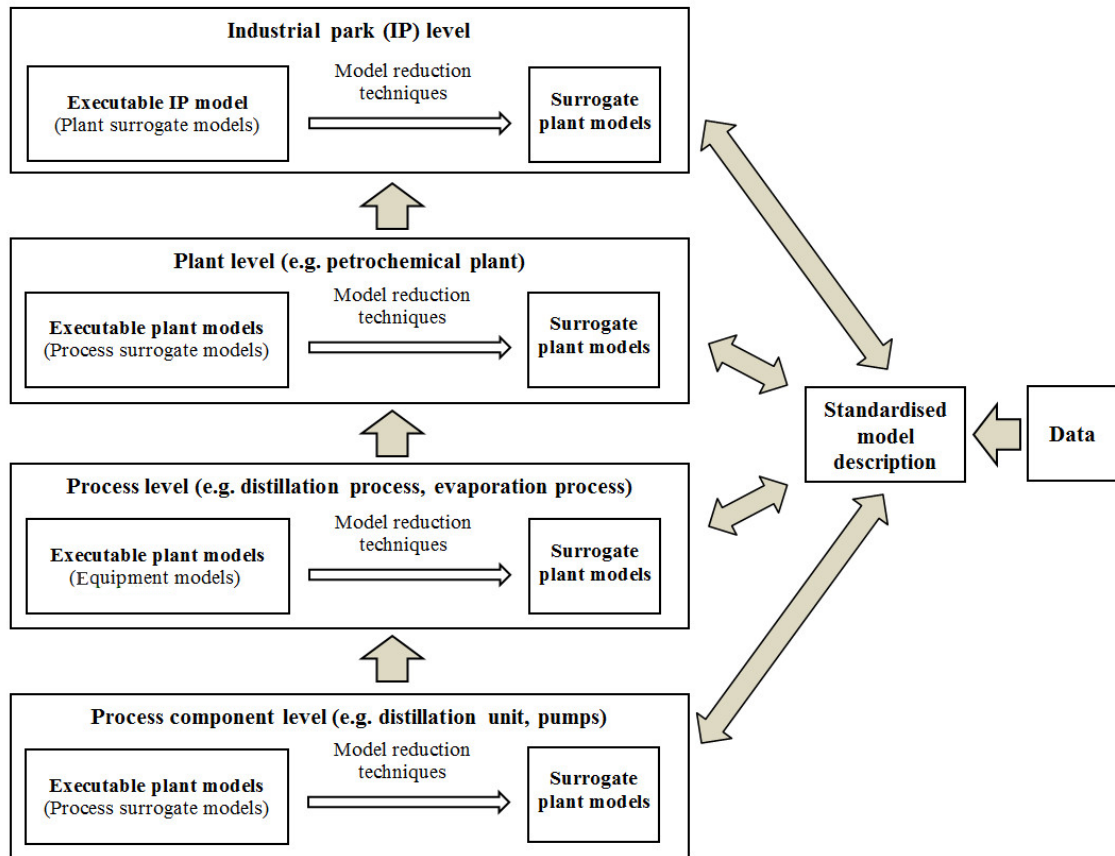 Industrial park (IP) level
Executable IP model
(Plant surrogate models)
Model reduction
techniques
Surrogate
plant models
Plant level (e.g. petrochemical plant)
Executable plant models
(Process surrogate models)
Model reduction
techniques
Surrogate
plant models
Process level (e.g. distillation process, evaporation process)
Executable plant models
(Equipment models)
Model reduction
techniques
Surrogate
plant models
Process component level (e.g. distillation unit, pumps)
Executable plant models
(Process surrogate models)
Model reduction
techniques
Surrogate
plant models
Standardised
model
description
Data